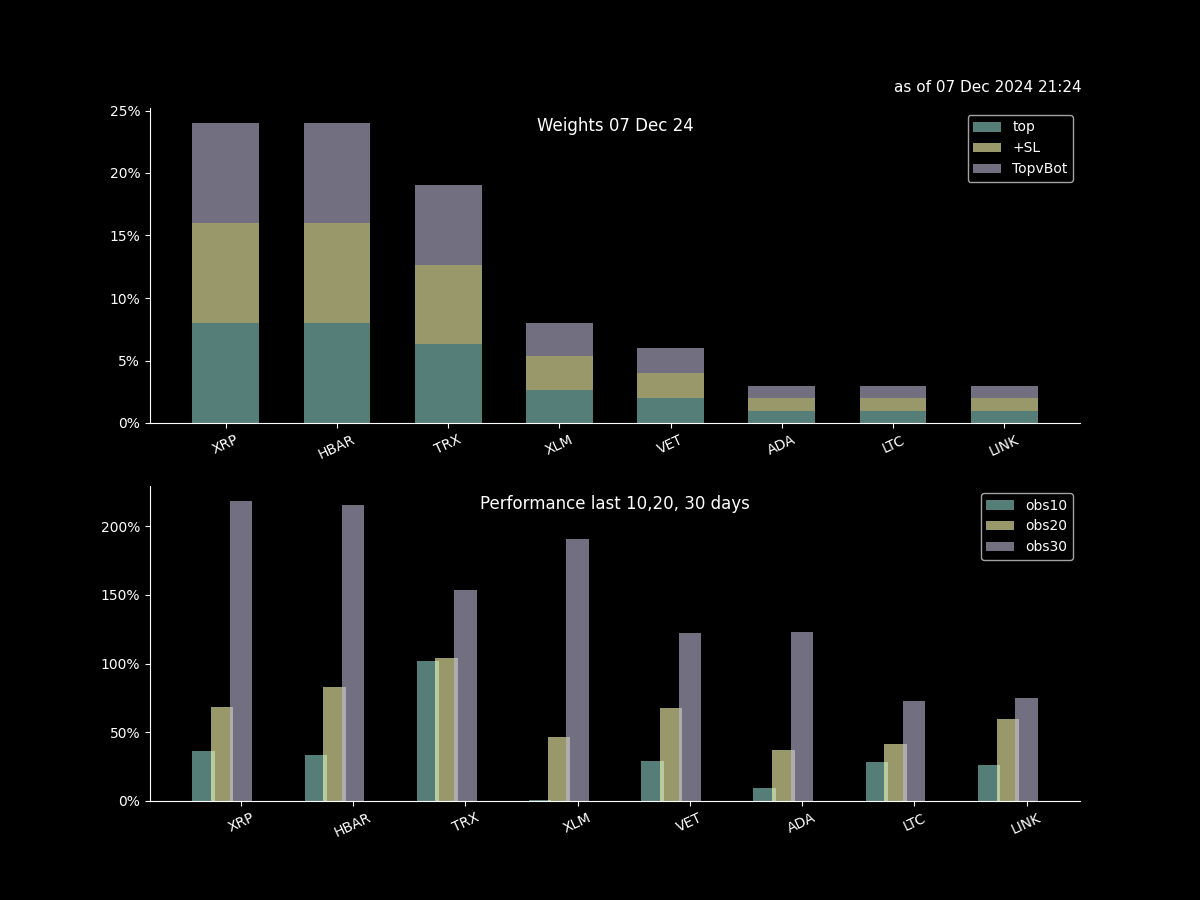 as of 07 Dec 2024 21:24
Weights 07 Dec 24
top
+SL
TopvBot
25%
20%
15%
10%
5%
0%
XRP HBAR TRX XLM VET ADA LTC LINK
Performance last 10,20, 30 days
obs10
obs20
obs30
200%
150%
100%
50%
0%
XRP HBAR TRX XLM VET ADA LTC LINK